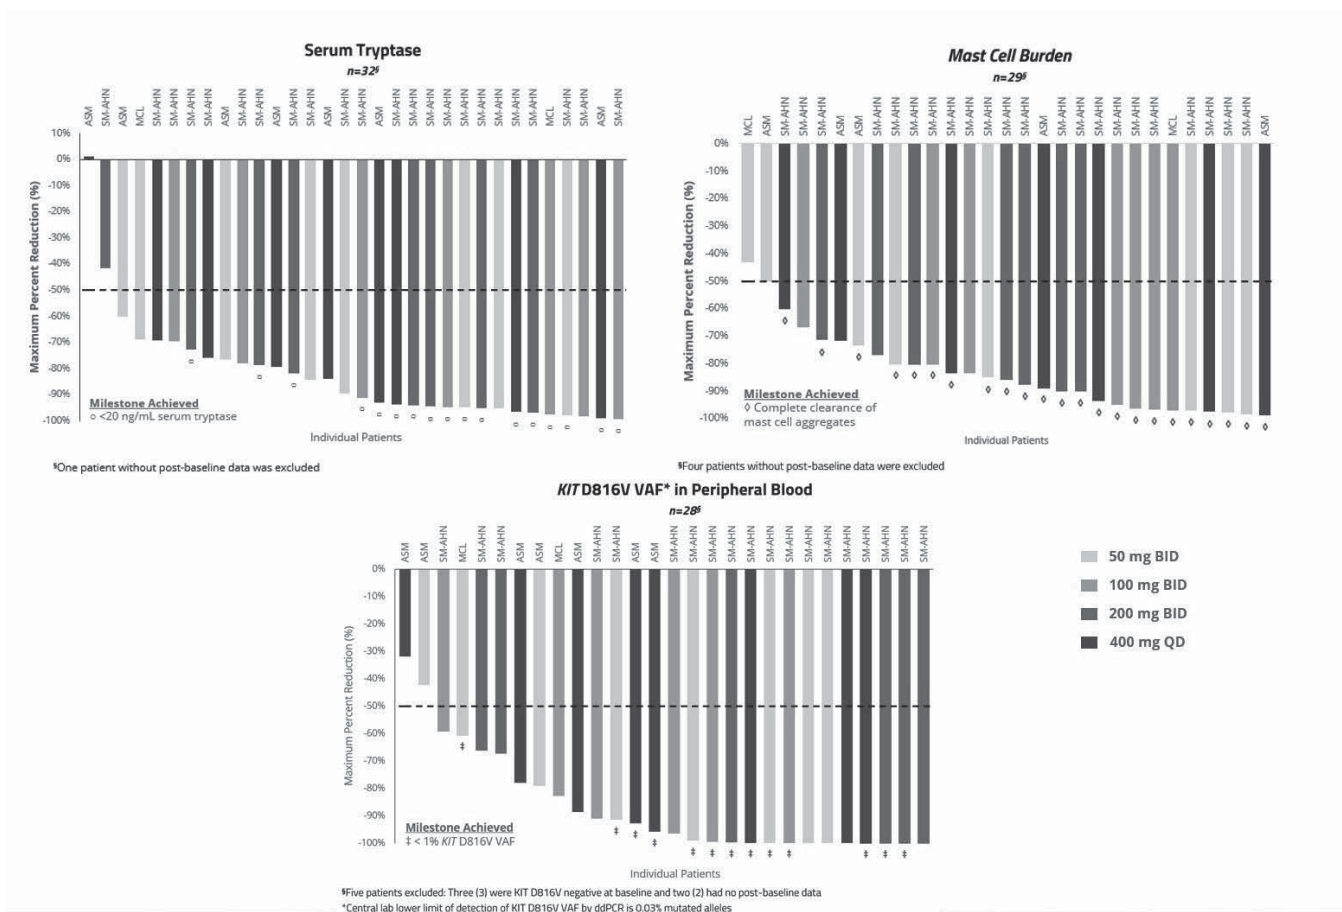 Serum Tryptase
n=32§
ASM
SM-AHN
ASM
MCL
SM-AHN
SM-AHN
SM-AHN
SM-AHN
ASM
SM-AHN
SM-AHN
ASM
SM-AHN
SM-AHN
ASM
SM-AHN
SM-AHN
ASM
SM-AHN
SM-AHN
SM-AHN
SM-AHN
SM-AHN
SM-AHN
SM-AHN
SM-AHN
SM-AHN
MCL
SM-AHN
SM-AHN
ASM
SM-AHN
Maximum Percent Reduction (%)
10%
0%
-10%
-20%
-30%
-40%
-50%
-60%
-70%
-80%
-90%
-100%
Milestone Achieved
○ <20 ng/mL serum tryptase
Individual Patients
§One patient without post-baseline data was excluded
Mast Cell Burden
n=29§
MCL
ASM
SM-AHN
SM-AHN
SM-AHN
ASM
ASM
SM-AHN
SM-AHN
SM-AHN
SM-AHN
SM-AHN
SM-AHN
SM-AHN
SM-AHN
SM-AHN
ASM
SM-AHN
SM-AHN
SM-AHN
SM-AHN
SM-AHN
SM-AHN
MCL
SM-AHN
SM-AHN
SM-AHN
SM-AHN
ASM
Maximum Percent Reduction (%)
0%
-10%
-20%
-30%
-40%
-50%
-60%
-70%
-80%
-90%
-100%
Milestone Achieved
◊ Complete clearance of
mast cell aggregates
Individual Patients
§Four patients without post-baseline data were excluded
KIT D816V VAF* in Peripheral Blood
n=28§
ASM
ASM
SM-AHN
MCL
SM-AHN
SM-AHN
ASM
ASM
MCL
ASM
SM-AHN
SM-AHN
ASM
ASM
SM-AHN
SM-AHN
SM-AHN
SM-AHN
SM-AHN
SM-AHN
SM-AHN
SM-AHN
SM-AHN
SM-AHN
SM-AHN
SM-AHN
SM-AHN
SM-AHN
Maximum Percent Reduction (%)
0%
-10%
-20%
-30%
-40%
-50%
-60%
-70%
-80%
-90%
-100%
Milestone Achieved
‡ < 1% KIT D816V VAF
Individual Patients
50 mg BID
100 mg BID
200 mg BID
400 mg QD
§Five patients excluded: Three (3) were KIT D816V negative at baseline and two (2) had no post-baseline data
*Central lab lower limit of detection of KIT D816V VAF by ddPCR is 0.03% mutated alleles